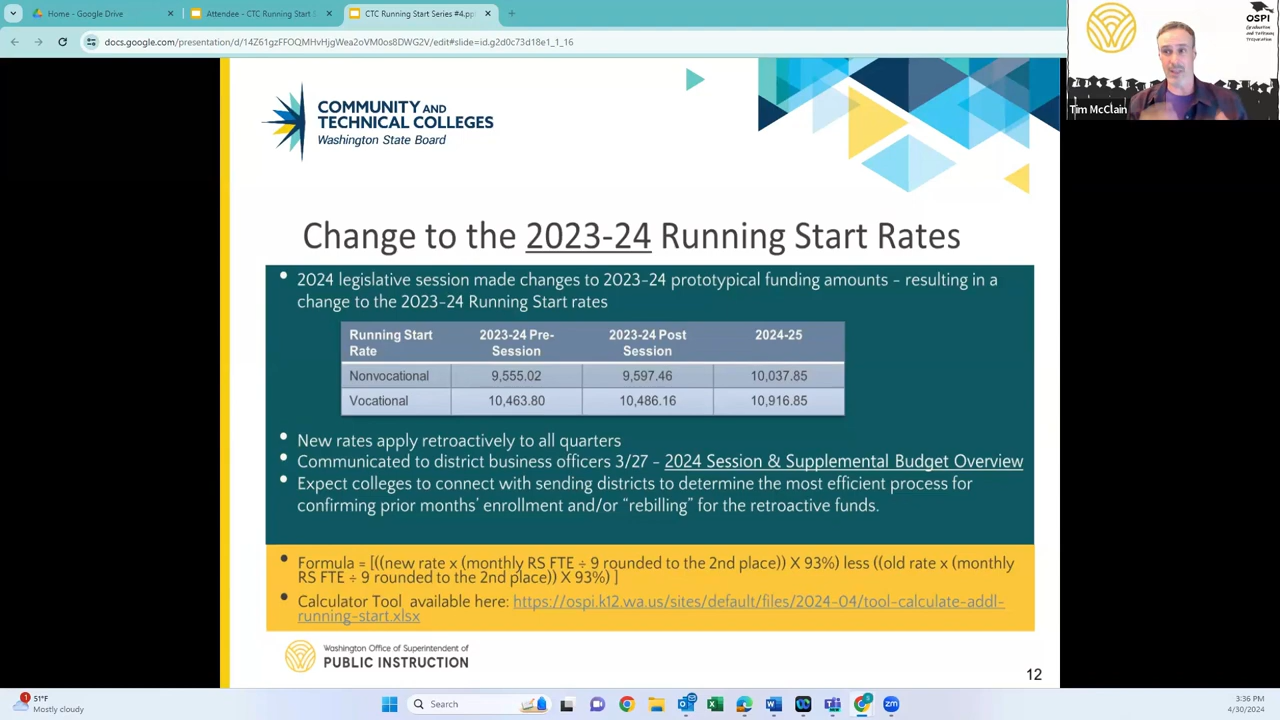 Home - Google Drive
Attendee - CTC Running Start S
CTC Running Start Series #4.pp
docs.google.com/presentation/d/14Z61gzFFOQMHvHjgWea2oVM0os8DWG2V/edit#slide=id.g2d0c73d18e1_1_16
OSPI
Graduation
and Pathway
Preparation
Tim McClain
COMMUNITY AND
TECHNICAL COLLEGES
Washington State Board
Change to the 2023-24 Running Start Rates
• 2024 legislative session made changes to 2023-24 prototypical funding amounts - resulting in a
change to the 2023-24 Running Start rates
Running Start Rate 2023-24 Pre-Session 2023-24 Post Session 2024-25
Nonvocational 9,555.02 9,597.46 10,037.85
Vocational 10,463.80 10,486.16 10,916.85
• New rates apply retroactively to all quarters
• Communicated to district business officers 3/27 - 2024 Session & Supplemental Budget Overview
• Expect colleges to connect with sending districts to determine the most efficient process for
confirming prior months' enrollment and/or "rebilling" for the retroactive funds.
• Formula = [((new rate x (monthly RS FTE ÷ 9 rounded to the 2nd place)) X 93%) less ((old rate x (monthly
RS FTE ÷ 9 rounded to the 2nd place)) X 93%) ]
• Calculator Tool available here: https://ospi.k12.wa.us/sites/default/files/2024-04/tool-calculate-addl-
running-start.xlsx
Washington Office of Superintendent of
PUBLIC INSTRUCTION
12
1
51°F
Mostly cloudy
Search
3:36 PM
4/30/2024